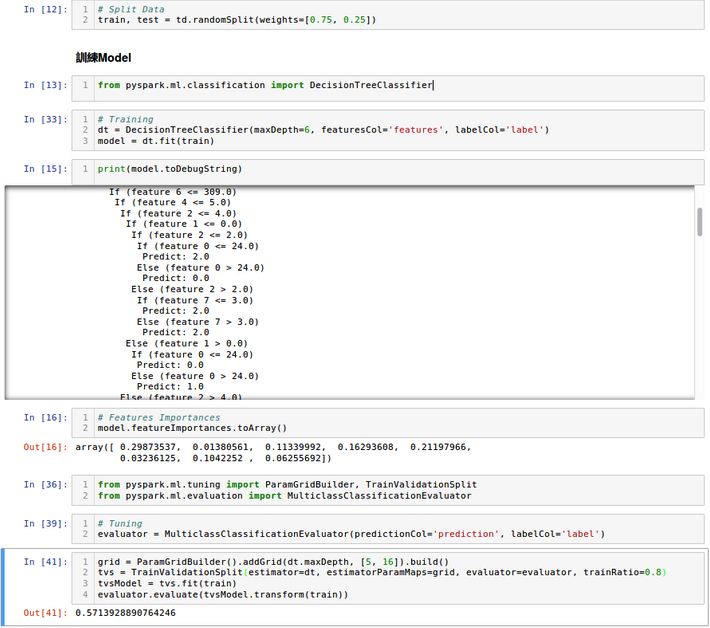 In [12]:
1 # Split Data
2 train, test = td.randomSplit(weights=[0.75, 0.25])
訓練Model
In [13]:
1 from pyspark.ml.classification import DecisionTreeClassifier
In [33]:
1 # Training
2 dt = DecisionTreeClassifier(maxDepth=6, featuresCol='features', labelCol='label')
3 model = dt.fit(train)
In [15]:
1 print(model.toDebugString)
If (feature 6 <= 309.0)
If (feature 4 <= 5.0)
If (feature 2 <= 4.0)
If (feature 1 <= 0.0)
If (feature 2 <= 2.0)
If (feature 0 <= 24.0)
Predict: 2.0
Else (feature 0 > 24.0)
Predict: 0.0
Else (feature 2 > 2.0)
If (feature 7 <= 3.0)
Predict: 2.0
Else (feature 7 > 3.0)
Predict: 2.0
Else (feature 1 > 0.0)
If (feature 0 <= 24.0)
Predict: 0.0
Else (feature 0 > 24.0)
Predict: 1.0
Else (feature 2 > 4.0)
In [16]:
1 # Features Importances
2 model.featureImportances.toArray()
Out[16]: array([ 0.29873537, 0.01380561, 0.11339992, 0.16293608, 0.21197966,
0.03236125, 0.1042252 , 0.06255692])
In [36]:
1 from pyspark.ml.tuning import ParamGridBuilder, TrainValidationSplit
2 from pyspark.ml.evaluation import MulticlassClassificationEvaluator
In [39]:
1 # Tuning
2 evaluator = MulticlassClassificationEvaluator(predictionCol='prediction', labelCol='label')
In [41]:
1 grid = ParamGridBuilder().addGrid(dt.maxDepth, [5, 16]).build()
2 tvs = TrainValidationSplit(estimator=dt, estimatorParamMaps=grid, evaluator=evaluator, trainRatio=0.8)
3 tvsModel = tvs.fit(train)
4 evaluator.evaluate(tvsModel.transform(train))
Out[41]: 0.5713928890764246